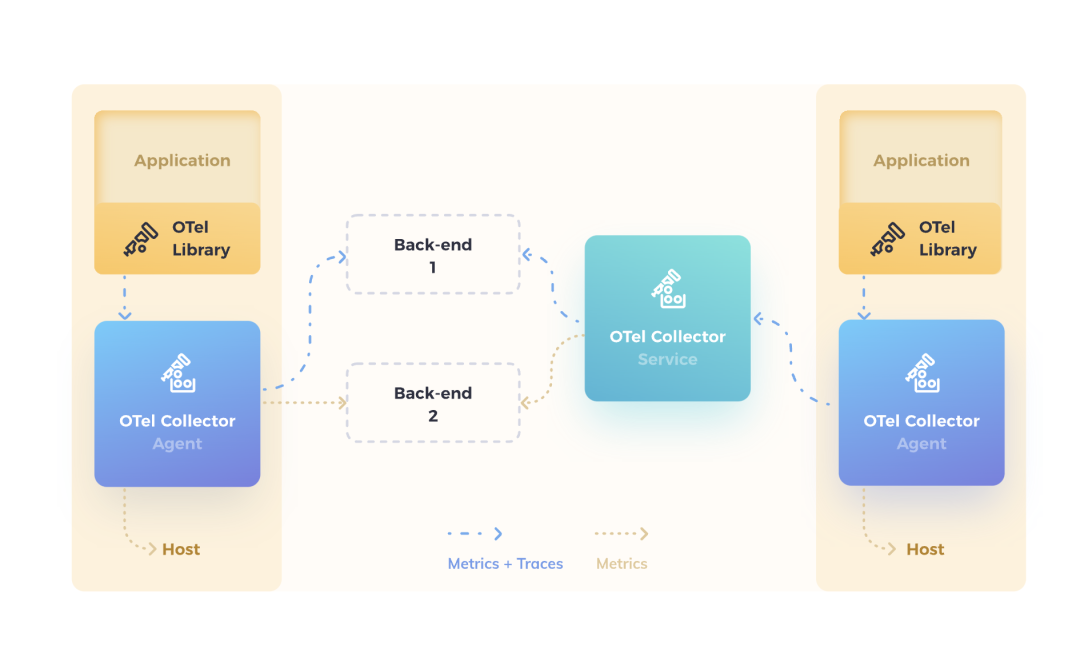 Application
OTel
Library
OTel Collector
Agent
Host
Back-end
1
Back-end
2
OTel Collector
Service
Metrics + Traces
Metrics
Application
OTel
Library
OTel Collector
Agent
Host